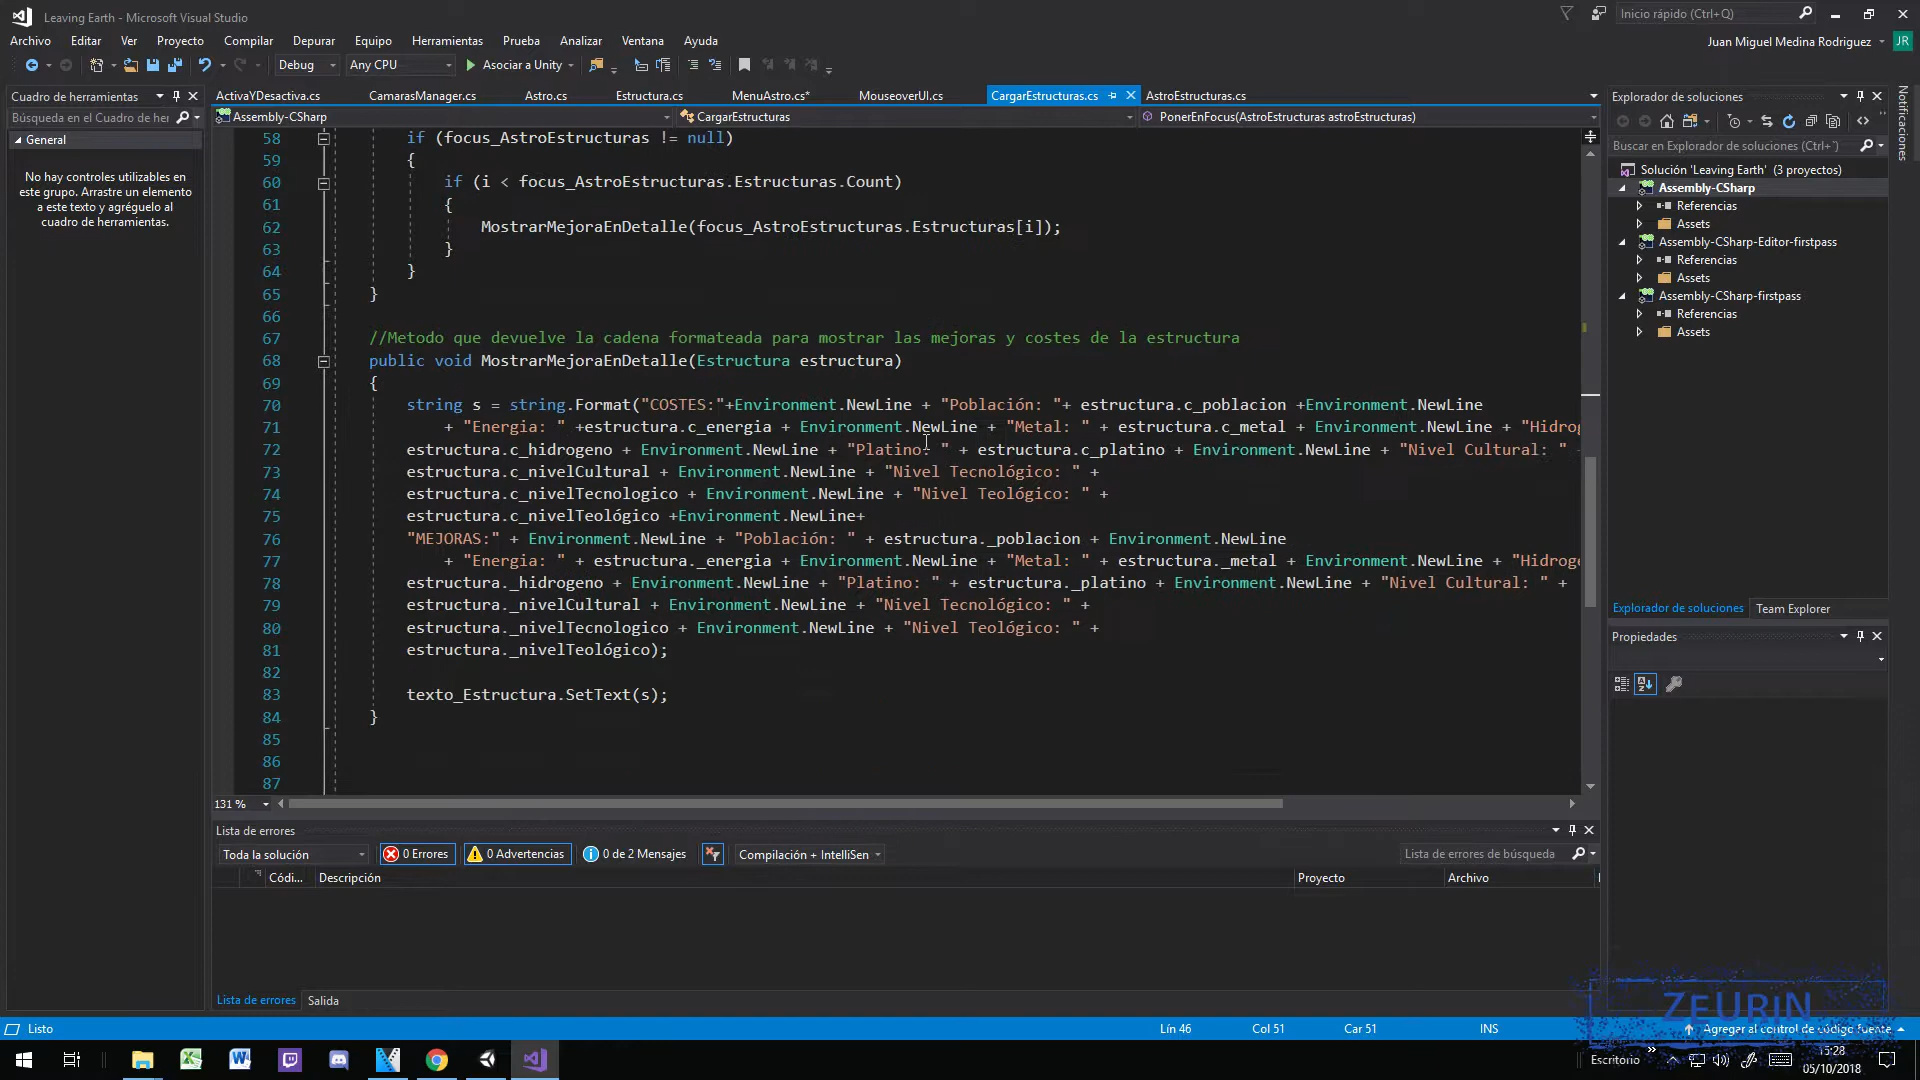 Leaving Earth - Microsoft Visual Studio
Inicio rápido (Ctrl+Q)
Archivo Editar Ver Proyecto Compilar Depurar Equipo Herramientas Prueba Analizar Ventana Ayuda
Juan Miguel Medina Rodriguez JR
Debug Any CPU Asociar a Unity
Cuadro de herramientas
ActivaYDesactiva.cs CamarasManager.cs Astro.cs Estructura.cs MenuAstro.cs* MouseoverUI.cs CargarEstructuras.cs AstroEstructuras.cs
Explorador de soluciones
Notificaciones
Búsqueda en el Cuadro de her
Assembly-CSharp CargarEstructuras PonerEnFocus(AstroEstructuras astroEstructuras)
General
No hay controles utilizables en
este grupo. Arrastre un elemento
a este texto y agréguelo al
cuadro de herramientas.
58 if (focus_AstroEstructuras != null)
59 {
60 if (i < focus_AstroEstructuras.Estructuras.Count)
61 {
62 MostrarMejoraEnDetalle(focus_AstroEstructuras.Estructuras[i]);
63 }
64 }
65 }
66
67 //Metodo que devuelve la cadena formateada para mostrar las mejoras y costes de la estructura
68 public void MostrarMejoraEnDetalle(Estructura estructura)
69 {
70 string s = string.Format("COSTES:"+Environment.NewLine + "Población: "+ estructura.c_poblacion +Environment.NewLine
71 + "Energia: " +estructura.c_energia + Environment.NewLine + "Metal: " + estructura.c_metal + Environment.NewLine + "Hidrog
72 estructura.c_hidrogeno + Environment.NewLine + "Platino: " + estructura.c_platino + Environment.NewLine + "Nivel Cultural: " +
73 estructura.c_nivelCultural + Environment.NewLine + "Nivel Tecnológico: " +
74 estructura.c_nivelTecnologico + Environment.NewLine + "Nivel Teológico: " +
75 estructura.c_nivelTeológico +Environment.NewLine+
76 "MEJORAS:" + Environment.NewLine + "Población: " + estructura._poblacion + Environment.NewLine
77 + "Energia: " + estructura._energia + Environment.NewLine + "Metal: " + estructura._metal + Environment.NewLine + "Hidroge
78 estructura._hidrogeno + Environment.NewLine + "Platino: " + estructura._platino + Environment.NewLine + "Nivel Cultural: " +
79 estructura._nivelCultural + Environment.NewLine + "Nivel Tecnológico: " +
80 estructura._nivelTecnologico + Environment.NewLine + "Nivel Teológico: " +
81 estructura._nivelTeológico);
82
83 texto_Estructura.SetText(s);
84 }
85
86
87
131 %
Buscar en Explorador de soluciones (Ctrl+¨)
Solución 'Leaving Earth' (3 proyectos)
Assembly-CSharp
Referencias
Assets
Assembly-CSharp-Editor-firstpass
Referencias
Assets
Assembly-CSharp-firstpass
Referencias
Assets
Explorador de soluciones Team Explorer
Propiedades
Lista de errores
Toda la solución 0 Errores 0 Advertencias 0 de 2 Mensajes Compilación + IntelliSen Lista de errores de búsqueda
Códi... Descripción Proyecto Archivo
Lista de errores Salida
ZEURIN
Listo Lín 46 Col 51 Car 51 INS Agregar al control de código fuente
Escritorio
15:28
05/10/2018